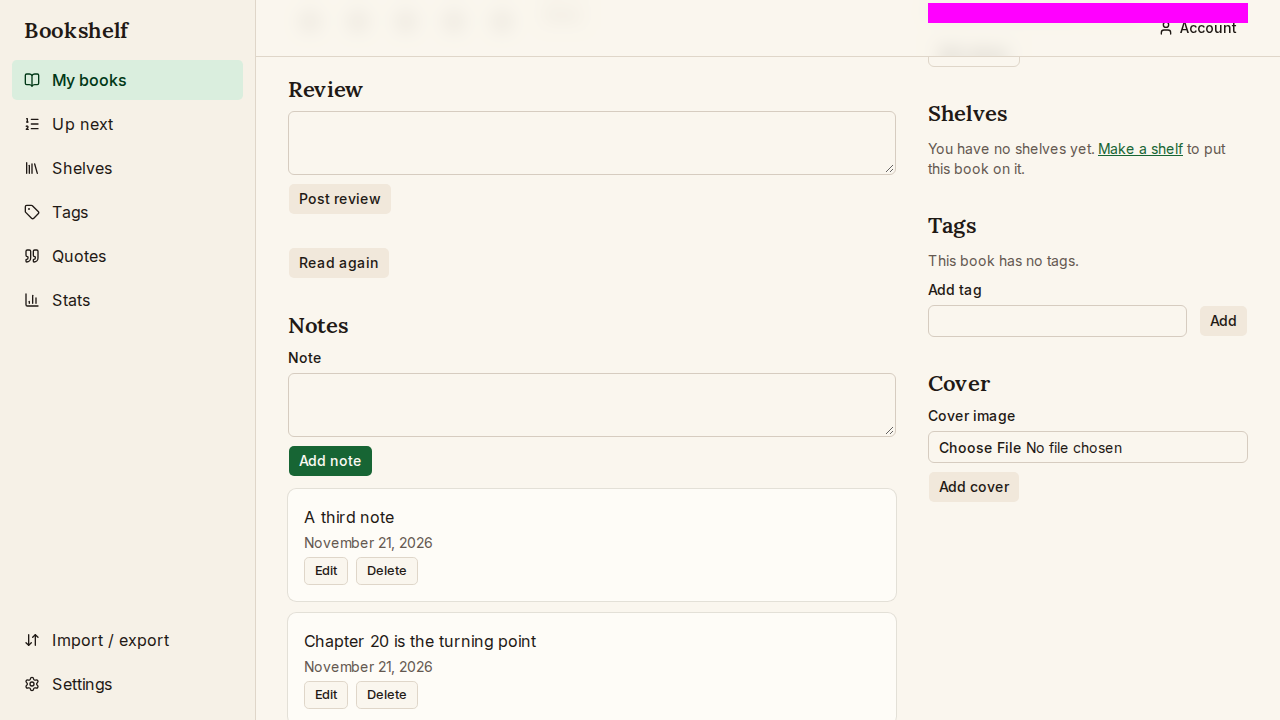 Bookshelf
My books
Up next
Shelves
Tags
Quotes
Stats
Import / export
Settings
Account
Review
Post review
Read again
Notes
Note
Add note
A third note
November 21, 2026
Edit Delete
Chapter 20 is the turning point
November 21, 2026
Edit Delete
Shelves
You have no shelves yet. Make a shelf to put
this book on it.
Tags
This book has no tags.
Add tag
Add
Cover
Cover image
Choose File No file chosen
Add cover